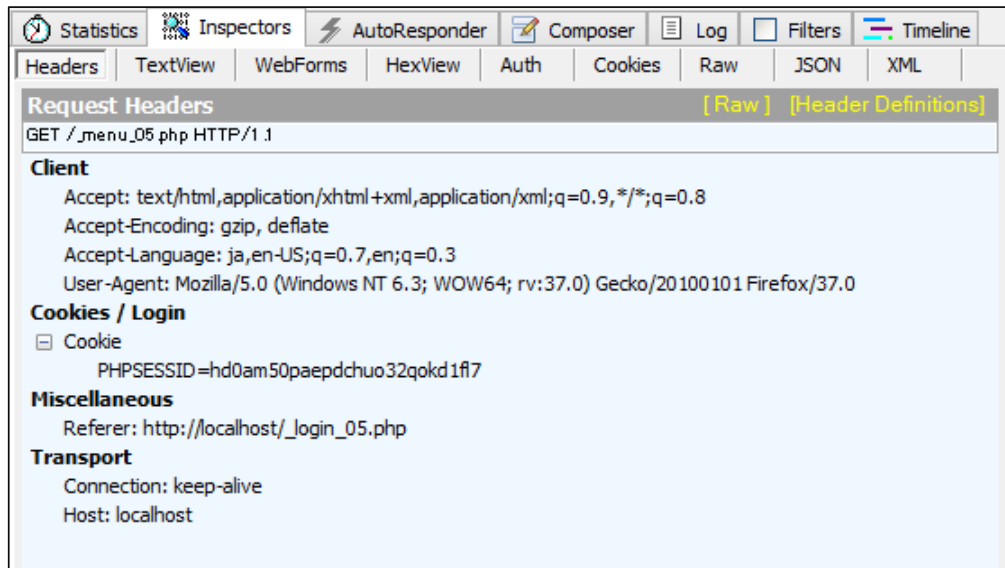 Statistics Inspectors AutoResponder Composer Log Filters Timeline
Headers TextView WebForms HexView Auth Cookies Raw JSON XML
Request Headers [ Raw ] [Header Definitions]
GET /_menu_05.php HTTP/1.1
Client
Accept: text/html,application/xhtml+xml,application/xml;q=0.9,*/*;q=0.8
Accept-Encoding: gzip, deflate
Accept-Language: ja,en-US;q=0.7,en;q=0.3
User-Agent: Mozilla/5.0 (Windows NT 6.3; WOW64; rv:37.0) Gecko/20100101 Firefox/37.0
Cookies / Login
Cookie
PHPSESSID=hd0am50paepdchuo32qokd1fl7
Miscellaneous
Referer: http://localhost/_login_05.php
Transport
Connection: keep-alive
Host: localhost